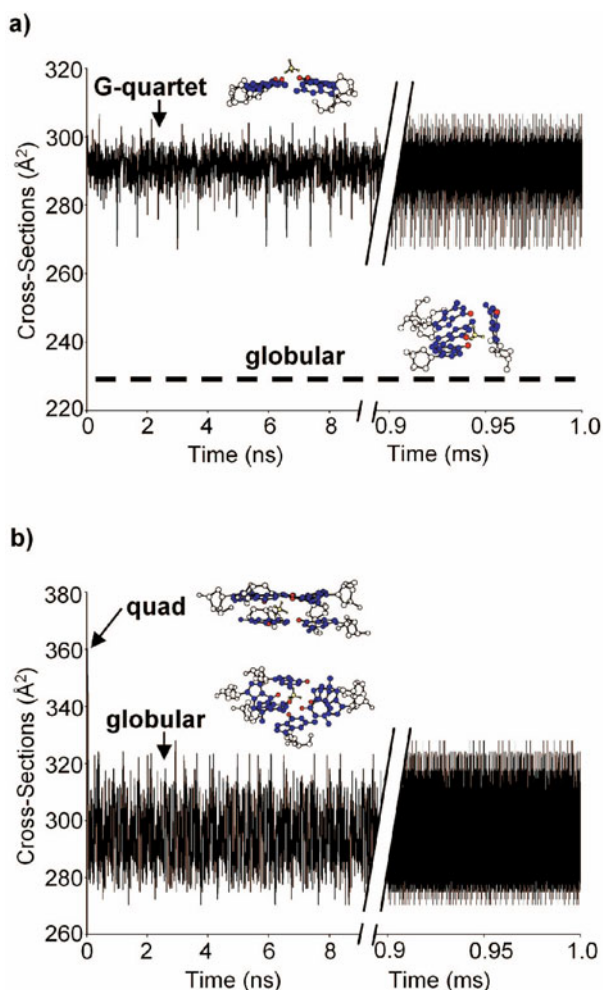 a)
320
G-quartet
300
280
260
240
globular
220
Cross-Sections (Å²)
0 2 4 6 8 0.9 0.95 1.0
Time (ns) Time (ms)
b)
380
quad
360
340
globular
320
300
280
260
Cross-Sections (Å²)
0 2 4 6 8 0.9 0.95 1.0
Time (ns) Time (ms)